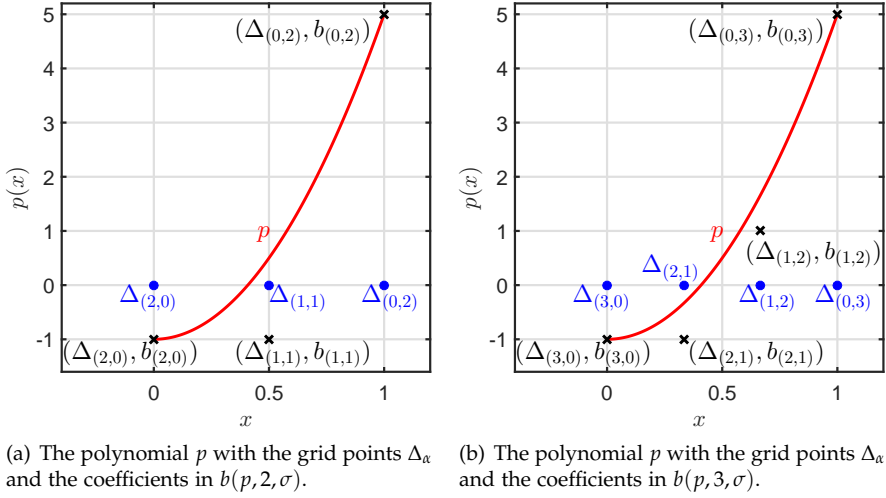 5
4
3
2
1
0
-1
p(x)
(Δ(0,2), b(0,2))
p
Δ(2,0)
Δ(1,1)
Δ(0,2)
(Δ(2,0), b(2,0))
(Δ(1,1), b(1,1))
0
0.5
1
x
(a) The polynomial p with the grid points Δα
and the coefficients in b(p, 2, σ).
5
4
3
2
1
0
-1
p(x)
(Δ(0,3), b(0,3))
p
(Δ(1,2), b(1,2))
Δ(2,1)
Δ(3,0)
Δ(1,2)
Δ(0,3)
(Δ(3,0), b(3,0))
(Δ(2,1), b(2,1))
0
0.5
1
x
(b) The polynomial p with the grid points Δα
and the coefficients in b(p, 3, σ).